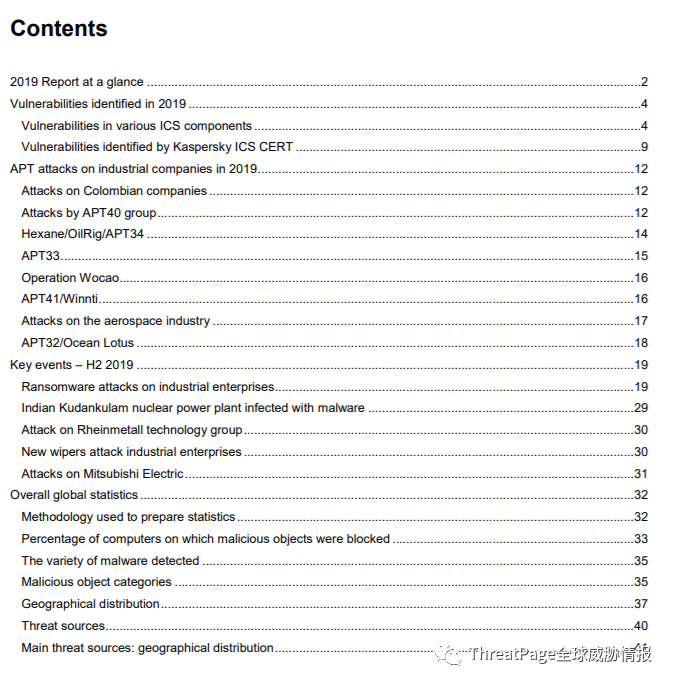 Contents
2019 Report at a glance ........................................................................................................................................2
Vulnerabilities identified in 2019 ............................................................................................................................4
Vulnerabilities in various ICS components ..........................................................................................................4
Vulnerabilities identified by Kaspersky ICS CERT ..............................................................................................9
APT attacks on industrial companies in 2019.......................................................................................................12
Attacks on Colombian companies ....................................................................................................................12
Attacks by APT40 group...................................................................................................................................12
Hexane/OilRig/APT34 ......................................................................................................................................14
APT33..............................................................................................................................................................15
Operation Wocao..............................................................................................................................................16
APT41/Winnti....................................................................................................................................................16
Attacks on the aerospace industry ...................................................................................................................17
APT32/Ocean Lotus .........................................................................................................................................18
Key events – H2 2019 .........................................................................................................................................19
Ransomware attacks on industrial enterprises..................................................................................................19
Indian Kudankulam nuclear power plant infected with malware ........................................................................29
Attack on Rheinmetall technology group...........................................................................................................30
New wipers attack industrial enterprises ...........................................................................................................30
Attacks on Mitsubishi Electric...........................................................................................................................31
Overall global statistics ........................................................................................................................................32
Methodology used to prepare statistics.............................................................................................................32
Percentage of computers on which malicious objects were blocked .................................................................33
The variety of malware detected ......................................................................................................................35
Malicious object categories ..............................................................................................................................35
Geographical distribution..................................................................................................................................37
Threat sources.................................................................................................................................................40
Main threat sources: geographical distribution..................................................
ThreatPage全球威胁情报